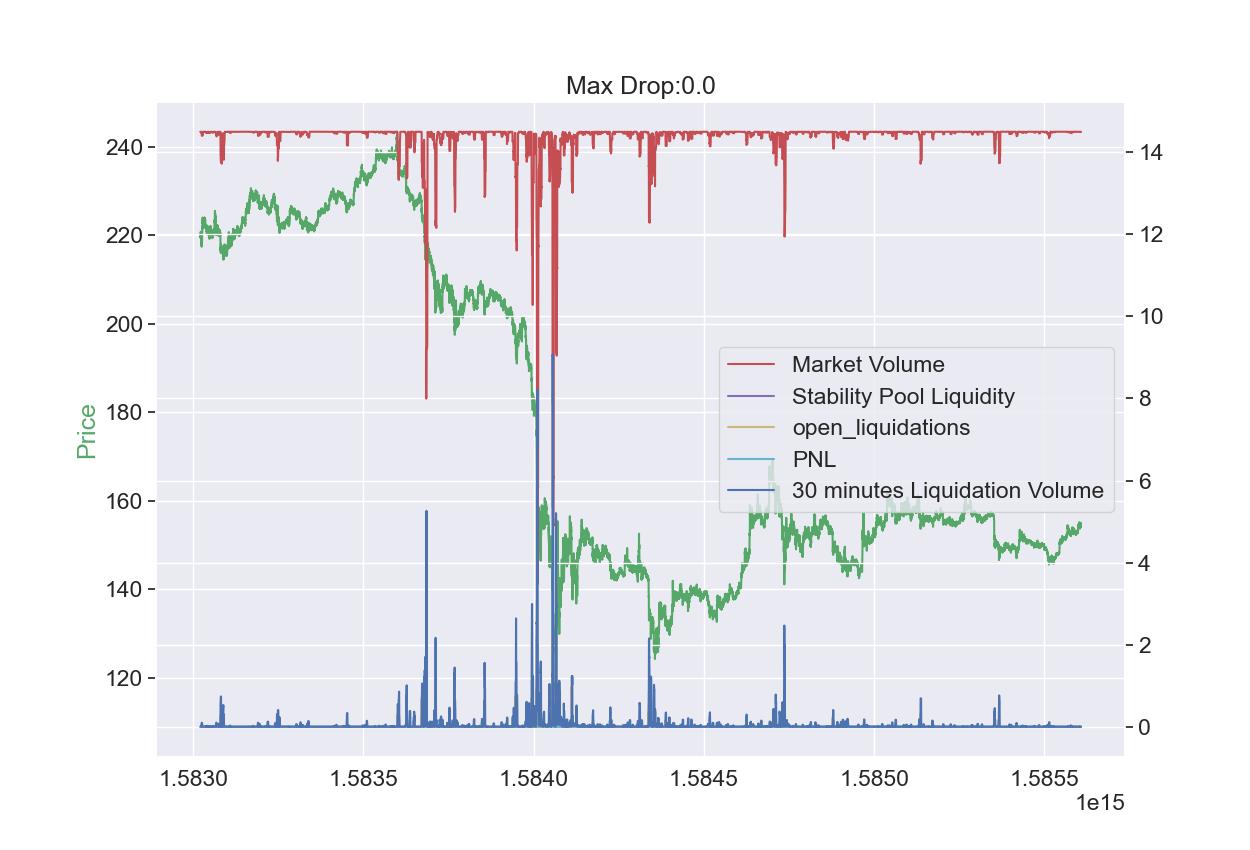 Max Drop:0.0
240
220
200
180
160
140
120
Price
14
12
10
8
6
4
2
0
Market Volume
Stability Pool Liquidity
open_liquidations
PNL
30 minutes Liquidation Volume
1.5830 1.5835 1.5840 1.5845 1.5850 1.5855
1e15